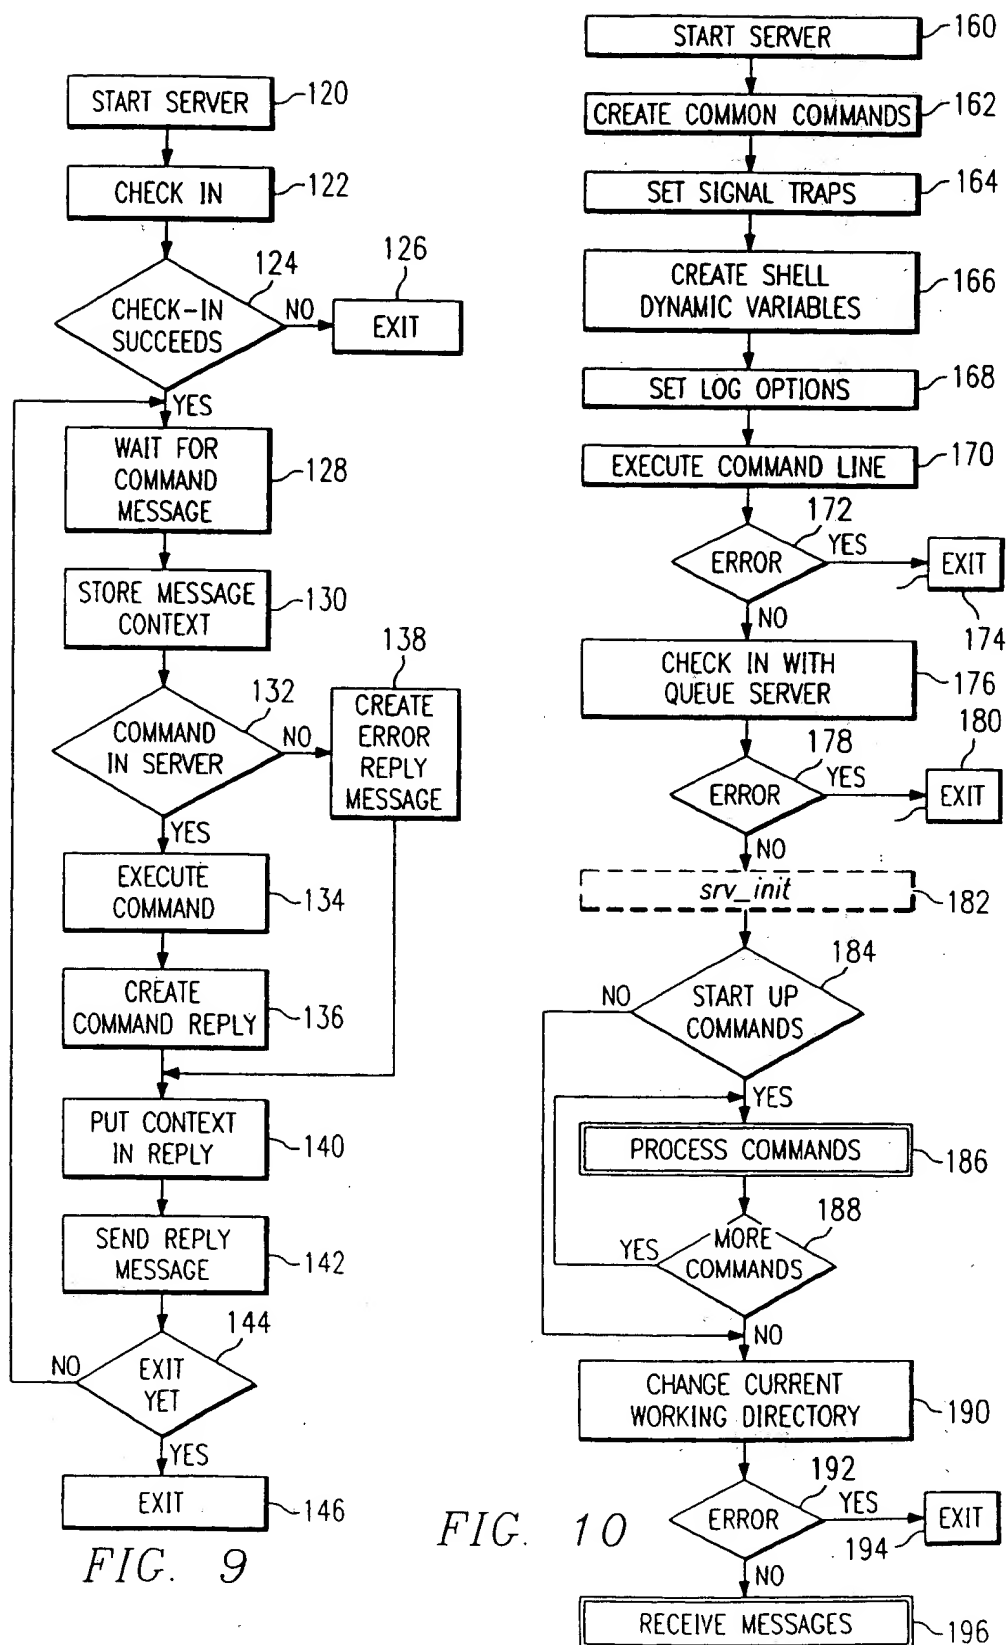 START SERVER
120
CHECK IN
122
CHECK-IN
SUCCEEDS
124
NO
EXIT
126
YES
WAIT FOR
COMMAND
MESSAGE
128
STORE MESSAGE
CONTEXT
130
COMMAND
IN SERVER
132
NO
138
CREATE
ERROR
REPLY
MESSAGE
YES
EXECUTE
COMMAND
134
CREATE
COMMAND REPLY
136
PUT CONTEXT
IN REPLY
140
SEND REPLY
MESSAGE
142
EXIT
YET
144
NO
YES
EXIT
146
FIG. 9
START SERVER
160
CREATE COMMON COMMANDS
162
SET SIGNAL TRAPS
164
CREATE SHELL
DYNAMIC VARIABLES
166
SET LOG OPTIONS
168
EXECUTE COMMAND LINE
170
ERROR
172
YES
EXIT
174
NO
CHECK IN WITH
QUEUE SERVER
176
ERROR
178
YES
EXIT
180
NO
srv_init
182
START UP
COMMANDS
184
NO
YES
PROCESS COMMANDS
186
MORE
COMMANDS
188
YES
NO
CHANGE CURRENT
WORKING DIRECTORY
190
ERROR
192
YES
EXIT
194
NO
RECEIVE MESSAGES
196
FIG. 10